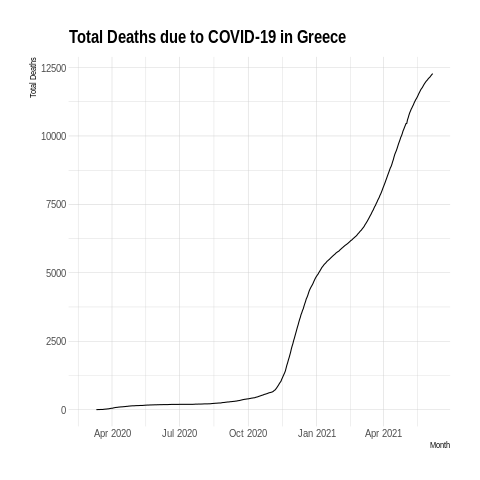 Total Deaths due to COVID-19 in Greece
Total Deaths
12500
10000
7500
5000
2500
0
Apr 2020 Jul 2020 Oct 2020 Jan 2021 Apr 2021
Month